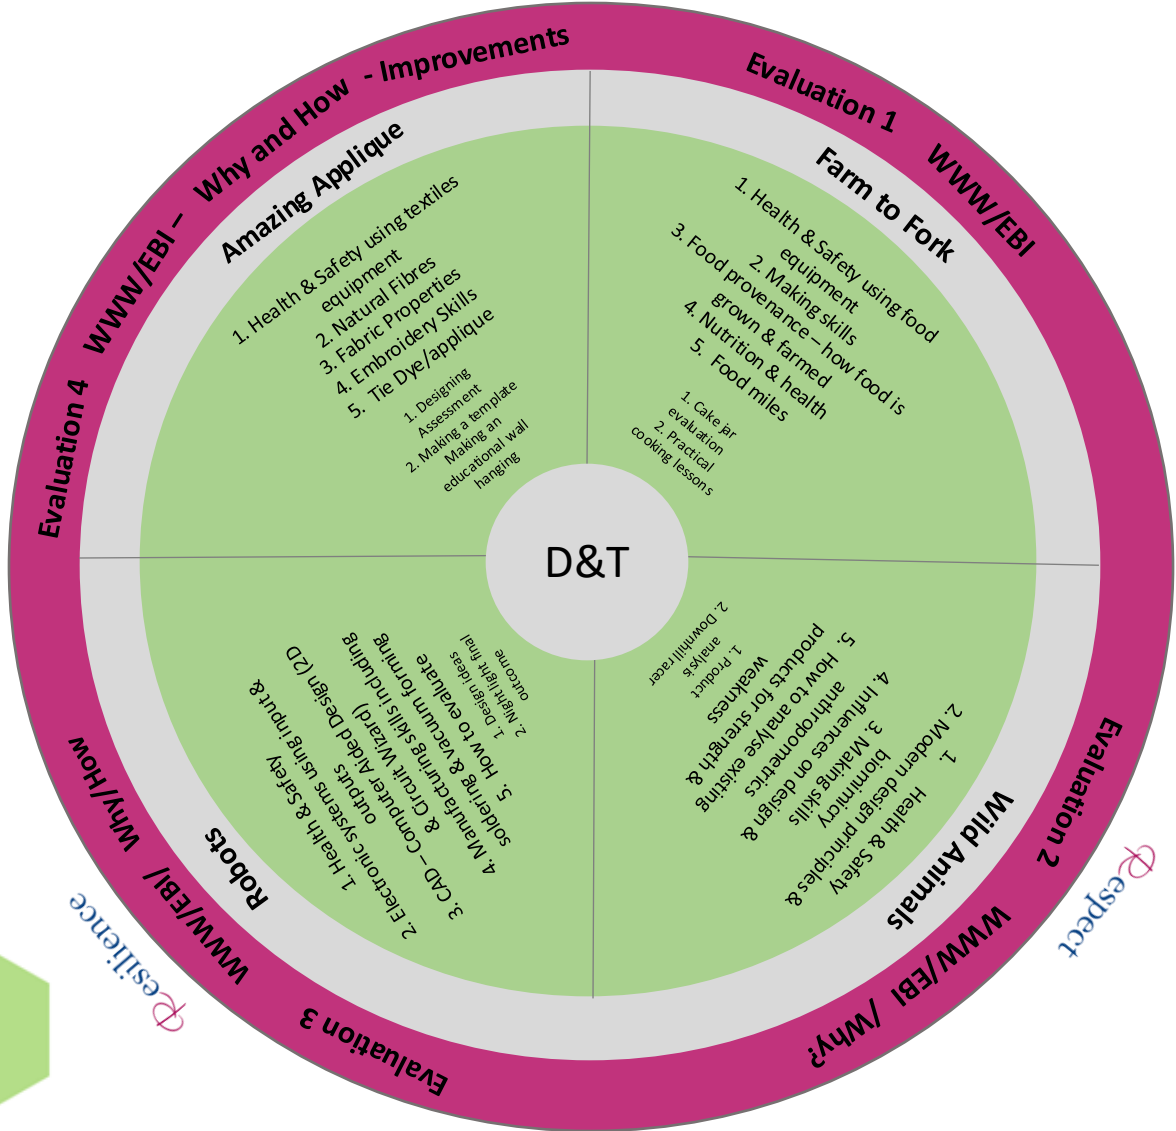 Evaluation 1 WWW/EBI
Farm to Fork
1. Health & Safety using food
equipment
2. Making skills
3. Food provenance – how food is
grown & farmed
4. Nutrition & health
5. Food miles
1. Cake jar
evaluation
2. Practical
cooking lessons
Evaluation 2 WWW/EBI /Why?
Wild Animals
1.
Health & Safety
2. Modern design principles &
biomimicry
3. Making skills
4. Influences on design &
anthropometrics
5. How to analyse existing
products for strength &
weakness
1. Product
analysis
2. Downhill racer
Evaluation 3 WWW/EBI/ Why/How
Robots
1. Health & Safety
2. Electronic systems using input &
outputs
3. CAD – Computer Aided Design (2D
& Circuit Wizard)
4. Manufacturing skills including
soldering & vacuum forming
5. How to evaluate
1. Design ideas
2. Night light final
outcome
Evaluation 4 WWW/EBI – Why and How - Improvements
Amazing Applique
1. Health & Safety using textiles
equipment
2. Natural Fibres
3. Fabric Properties
4. Embroidery Skills
5. Tie Dye/applique
1. Designing
Assessment
2. Making a template
Making an
educational wall
hanging
D&T
Respect
Resilience